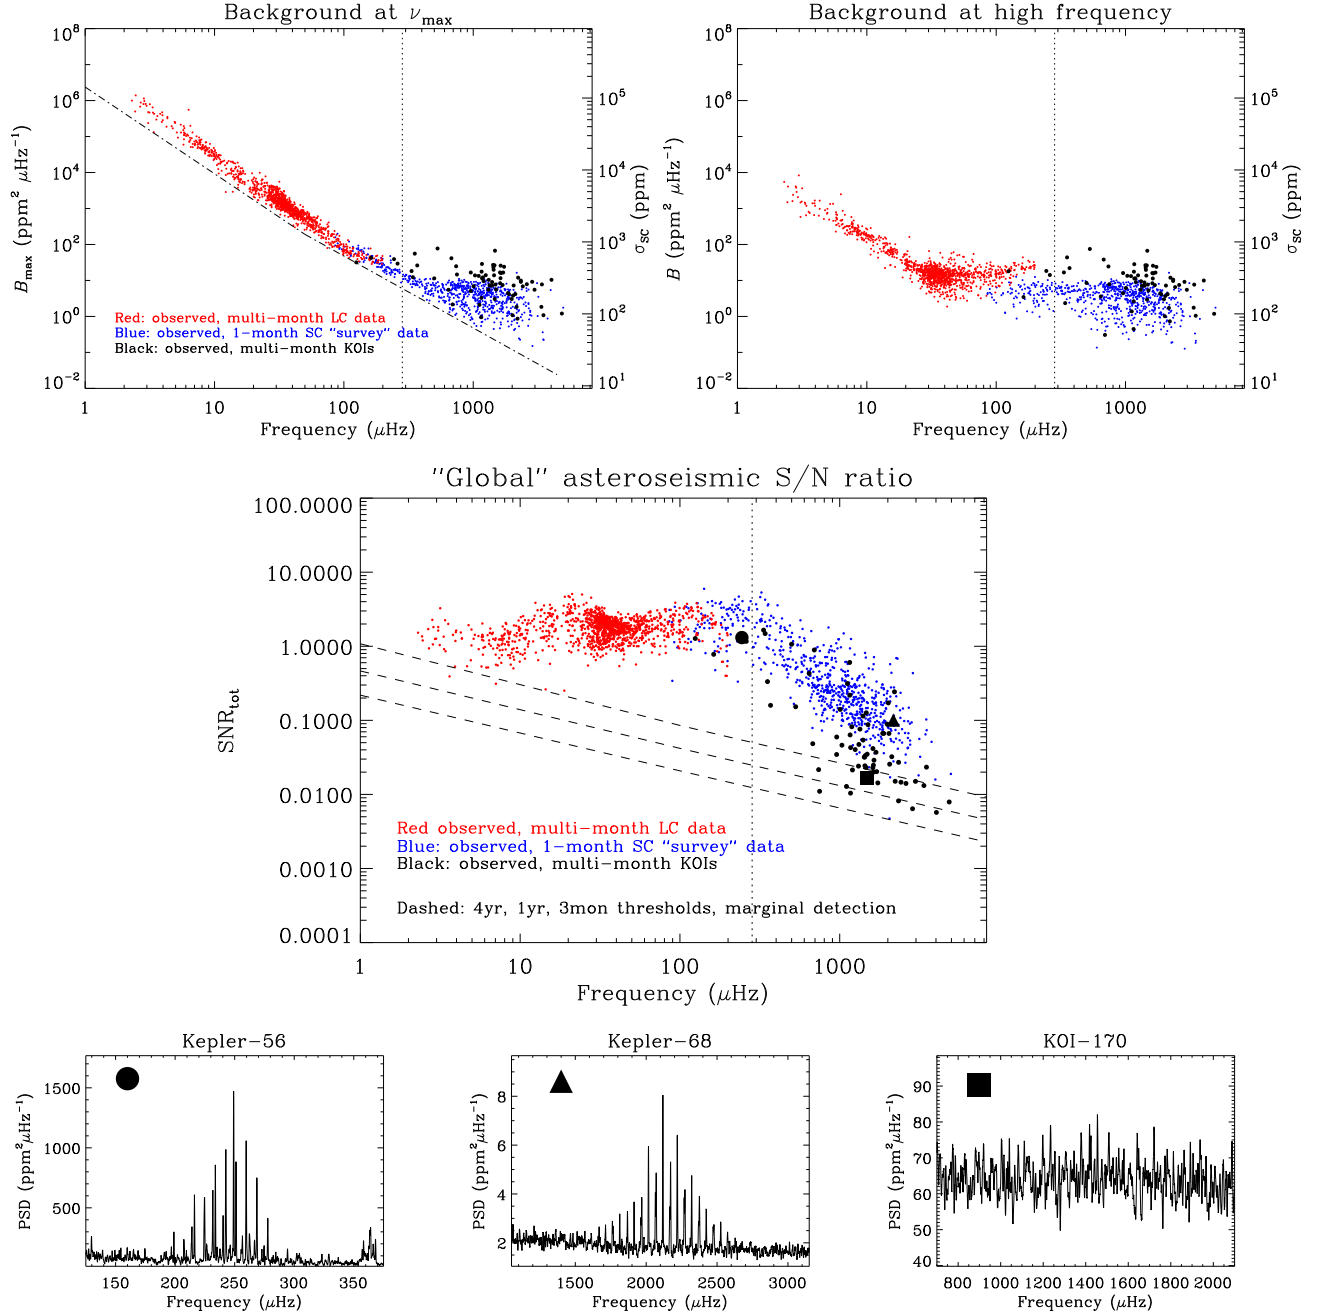 Background at ν_max
Background at high frequency
10^8
10^6
10^4
10^2
10^0
10^−2
B_max (ppm^2 μHz^−1)
10^5
10^4
10^3
10^2
10^1
σ_SC (ppm)
Red: observed, multi−month LC data
Blue: observed, 1−month SC "survey" data
Black: observed, multi−month KOIs
1 10 100 1000
Frequency (μHz)
10^8
10^6
10^4
10^2
10^0
10^−2
B (ppm^2 μHz^−1)
10^5
10^4
10^3
10^2
10^1
σ_SC (ppm)
1 10 100 1000
Frequency (μHz)
"Global" asteroseismic S/N ratio
100.0000
10.0000
1.0000
0.1000
0.0100
0.0010
0.0001
SNR_tot
Red observed, multi−month LC data
Blue: observed, 1−month SC "survey" data
Black: observed, multi−month KOIs
Dashed: 4yr, 1yr, 3mon thresholds, marginal detection
1 10 100 1000
Frequency (μHz)
Kepler−56
1500
1000
500
PSD (ppm^2 μHz^−1)
150 200 250 300 350
Frequency (μHz)
Kepler−68
8
6
4
2
PSD (ppm^2 μHz^−1)
1500 2000 2500 3000
Frequency (μHz)
KOI−170
90
80
70
60
50
40
PSD (ppm^2 μHz^−1)
800 1000 1200 1400 1600 1800 2000
Frequency (μHz)